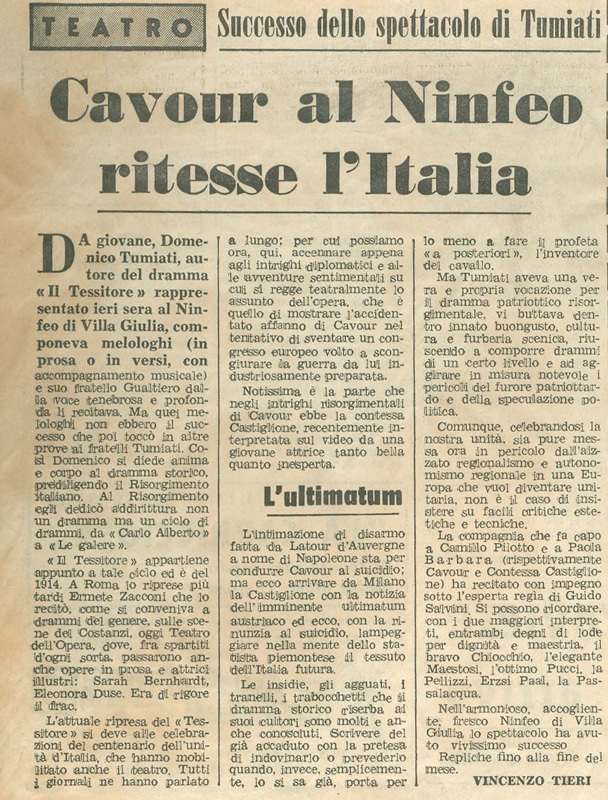 TEATRO
Successo dello spettacolo di Tumiati
Cavour al Ninfeo
ritesse l'Italia
DA giovane, Dome-
nico Tumiati, au-
tore del dramma
« Il Tessitore » rappre-
sentato ieri sera al Nin-
feo di Villa Giulia, com-
poneva melologhi (in
prosa o in versi, con
accompagnamento musicale)
e suo fratello Gualtiero dal-
la voce tenebrosa e profon-
da li recitava. Ma quei me-
lologhi non ebbero il suc-
cesso che poi toccò in altre
prove ai fratelli Tumiati. Co-
sì Domenico si diede anima
e corpo al dramma storico,
prediligendo il Risorgimento
italiano. Al Risorgimento
egli dedicò addirittura non
un dramma ma un ciclo di
drammi, da « Carlo Alberto »
a « Le galere ».
« Il Tessitore » appartiene
appunto a tale ciclo ed è del
1914. A Roma lo riprese più
tardi Ermete Zacconi che lo
recitò, come si conveniva a
drammi del genere, sulle sce-
ne del Costanzi, oggi Teatro
dell'Opera, dove, fra spartiti
d'ogni sorta, passarono an-
che opere in prosa e attrici
illustri: Sarah Bernhardt,
Eleonora Duse. Era di rigore
il frac.
L'attuale ripresa del « Tes-
sitore » si deve alle celebra-
zioni del centenario dell'uni-
tà d'Italia, che hanno mobi-
litato anche il teatro. Tutti
i giornali ne hanno parlato
a lungo; per cui possiamo
ora, qui, accennare appena
agli intrighi diplomatici e al-
le avventure sentimentali su
cui si regge teatralmente lo
assunto dell'opera, che è
quello di mostrare l'acciden-
tato affanno di Cavour nel
tentativo di sventare un con-
gresso europeo volto a scon-
giurare la guerra da lui in-
dustriosamente preparata.
Notissima è la parte che
negli intrighi risorgimentali
di Cavour ebbe la contessa
Castiglione, recentemente in-
terpretata sul video da una
giovane attrice tanto bella
quanto inesperta.
L'ultimatum
L'intimazione di disarmo
fatta da Latour d'Auvergne
a nome di Napoleone sta per
condurre Cavour al suicidio;
ma ecco arrivare da Milano
la Castiglione con la notizia
dell'imminente ultimatum
austriaco ed ecco, con la ri-
nunzia al suicidio, lampeg-
giare nella mente dello sta-
tista piemontese il tessuto
dell'Italia futura.
Le insidie, gli agguati, i
tranelli, i trabocchetti che il
dramma storico riserba ai
suoi cultori sono molti e an-
che conosciuti. Scrivere del
già accaduto con la pretesa
di indovinarlo o prevederlo
quando, invece, semplicemen-
te, lo si sa già, porta per
lo meno a fare il profeta
« a posteriori », l'inventore
del cavallo.
Ma Tumiati aveva una ve-
ra e propria vocazione per
il dramma patriottico risor-
gimentale, vi buttava den-
tro innato buongusto, cultu-
ra e furberia scenica, riu-
scendo a comporre drammi
di un certo livello e ad ag-
girare in misura notevole i
pericoli del furore patriottar-
do e della speculazione po-
litica.
Comunque, celebrandosi la
nostra unità, sia pure mes-
sa ora in pericolo dall'aiz-
zato regionalismo e autono-
mismo regionale in una Eu-
ropa che vuol diventare uni-
taria, non è il caso di in-
sistere su facili critiche este-
tiche e tecniche.
La compagnia che fa capo
a Camillo Pilotto e a Paola
Barbara (rispettivamente
Cavour e Contessa Castiglio-
ne) ha recitato con impegno
sotto l'esperta regìa di Guido
Salvini. Si possono ricordare,
con i due maggiori interpre-
ti, entrambi degni di lode
per dignità e maestria, il
bravo Chiocchio, l'elegante
Maestosi, l'ottimo Pucci, la
Pellizzi, Erzsi Paal, la Pas-
salacqua.
Nell'armonioso, accoglien-
te, fresco Ninfeo di Villa
Giulia lo spettacolo ha avu-
to vivissimo successo
Repliche fino alla fine del
mese.
VINCENZO TIERI